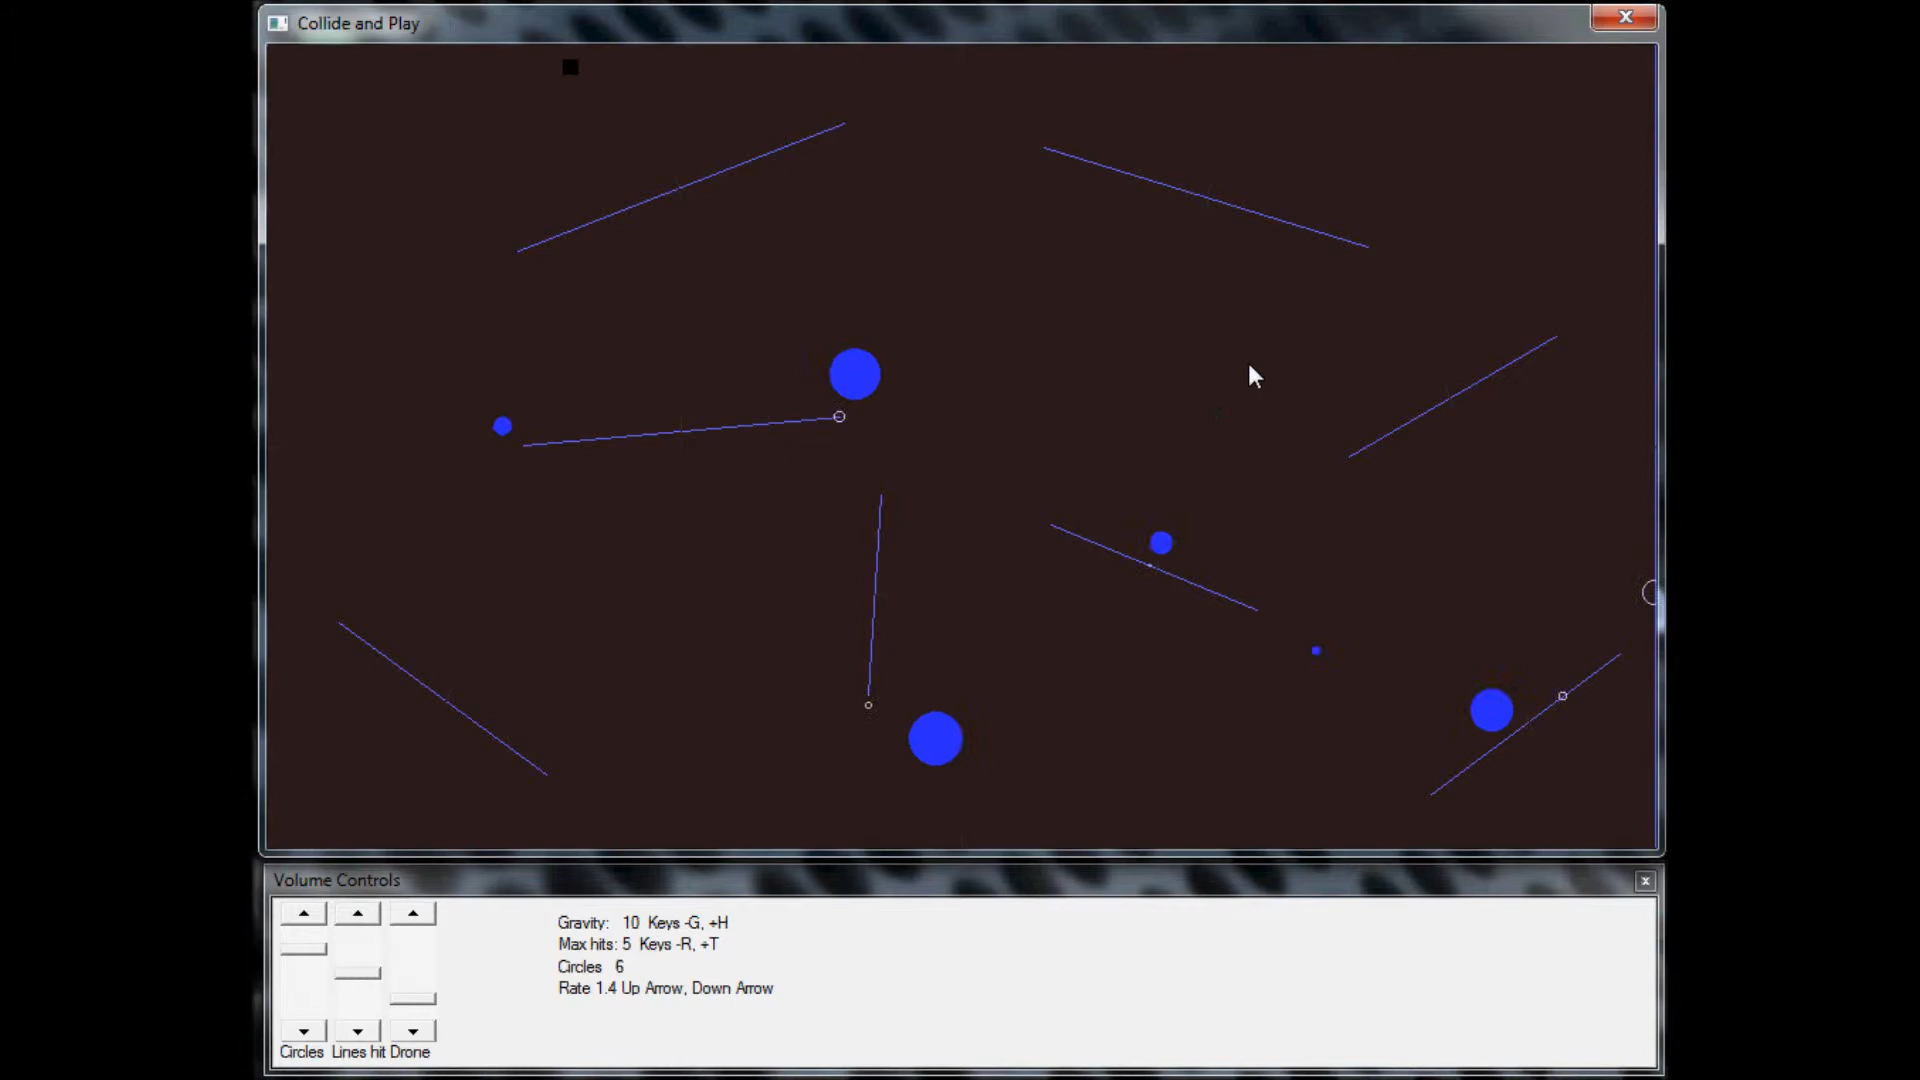 Collide and Play
Volume Controls
Gravity: 10 Keys -G, +H
Max hits: 5 Keys -R, +T
Circles 6
Rate 1.4 Up Arrow, Down Arrow
Circles Lines hit Drone